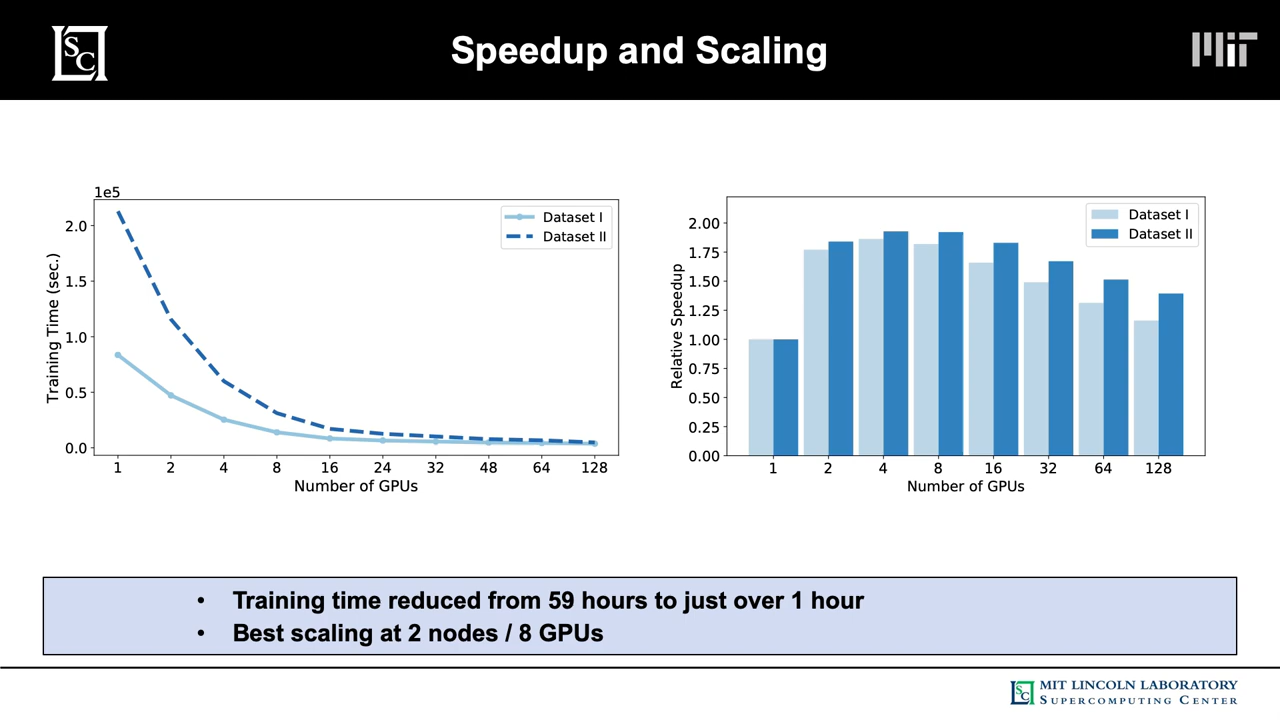 SC
Speedup and Scaling
MIT
1e5
2.0
1.5
1.0
0.5
0.0
Training Time (sec.)
Dataset I
Dataset II
1 2 4 8 16 24 32 48 64 128
Number of GPUs
2.00
1.75
1.50
1.25
1.00
0.75
0.50
0.25
0.00
Relative Speedup
Dataset I
Dataset II
1 2 4 8 16 32 64 128
Number of GPUs
• Training time reduced from 59 hours to just over 1 hour
• Best scaling at 2 nodes / 8 GPUs
SC
MIT LINCOLN LABORATORY
SUPERCOMPUTING CENTER